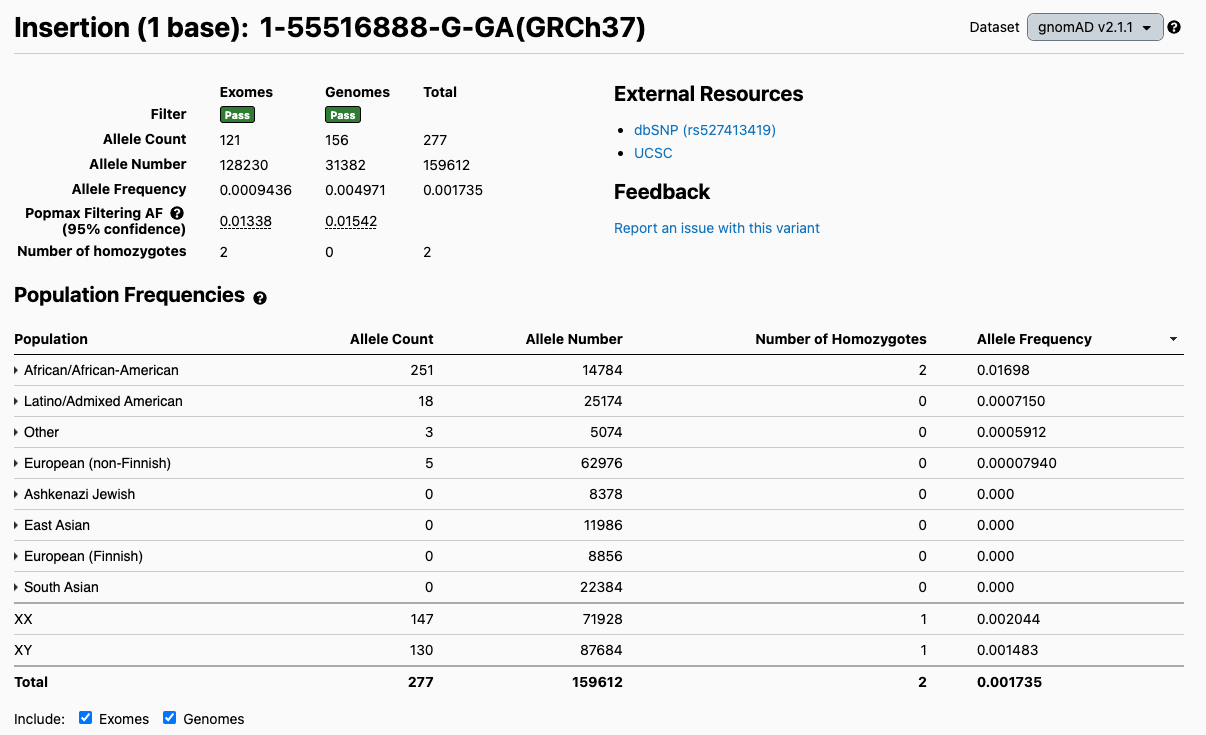 Insertion (1 base): 1-55516888-G-GA(GRCh37)
Dataset gnomAD v2.1.1 ?
Exomes Genomes Total
Filter Pass Pass
Allele Count 121 156 277
Allele Number 128230 31382 159612
Allele Frequency 0.0009436 0.004971 0.001735
Popmax Filtering AF ?
(95% confidence) 0.01338 0.01542
Number of homozygotes 2 0 2
External Resources
• dbSNP (rs527413419)
• UCSC
Feedback
Report an issue with this variant
Population Frequencies ?
Population Allele Count Allele Number Number of Homozygotes Allele Frequency
African/African-American 251 14784 2 0.01698
Latino/Admixed American 18 25174 0 0.0007150
Other 3 5074 0 0.0005912
European (non-Finnish) 5 62976 0 0.00007940
Ashkenazi Jewish 0 8378 0 0.000
East Asian 0 11986 0 0.000
European (Finnish) 0 8856 0 0.000
South Asian 0 22384 0 0.000
XX 147 71928 1 0.002044
XY 130 87684 1 0.001483
Total 277 159612 2 0.001735
Include: Exomes Genomes